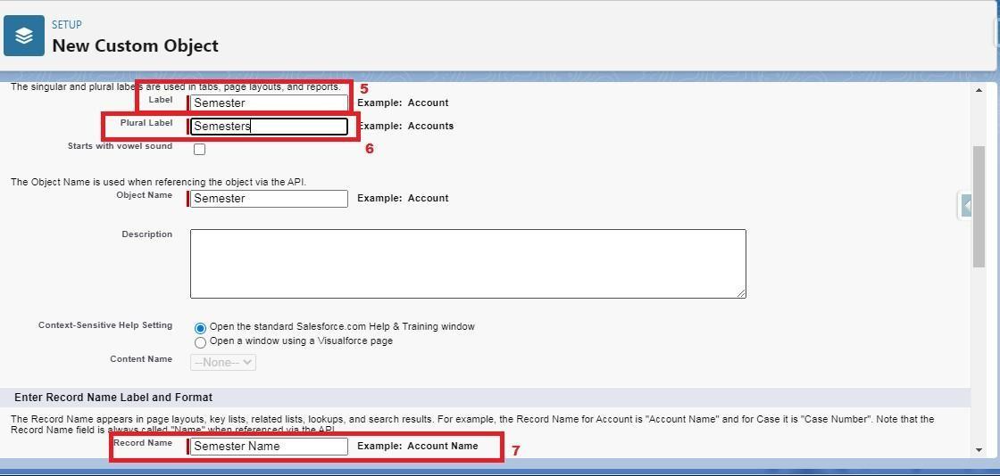 SETUP
New Custom Object
The singular and plural labels are used in tabs, page layouts, and reports.
5
Label Semester Example: Account
Plural Label Semesters Example: Accounts
Starts with vowel sound
6
The Object Name is used when referencing the object via the API.
Object Name Semester Example: Account
Description
Context-Sensitive Help Setting Open the standard Salesforce.com Help & Training window
Open a window using a Visualforce page
Content Name --None--
Enter Record Name Label and Format
The Record Name appears in page layouts, key lists, related lists, lookups, and search results. For example, the Record Name for Account is "Account Name" and for Case it is "Case Number". Note that the
Record Name field is always called "Name" when referenced via the API.
Record Name Semester Name Example: Account Name
7